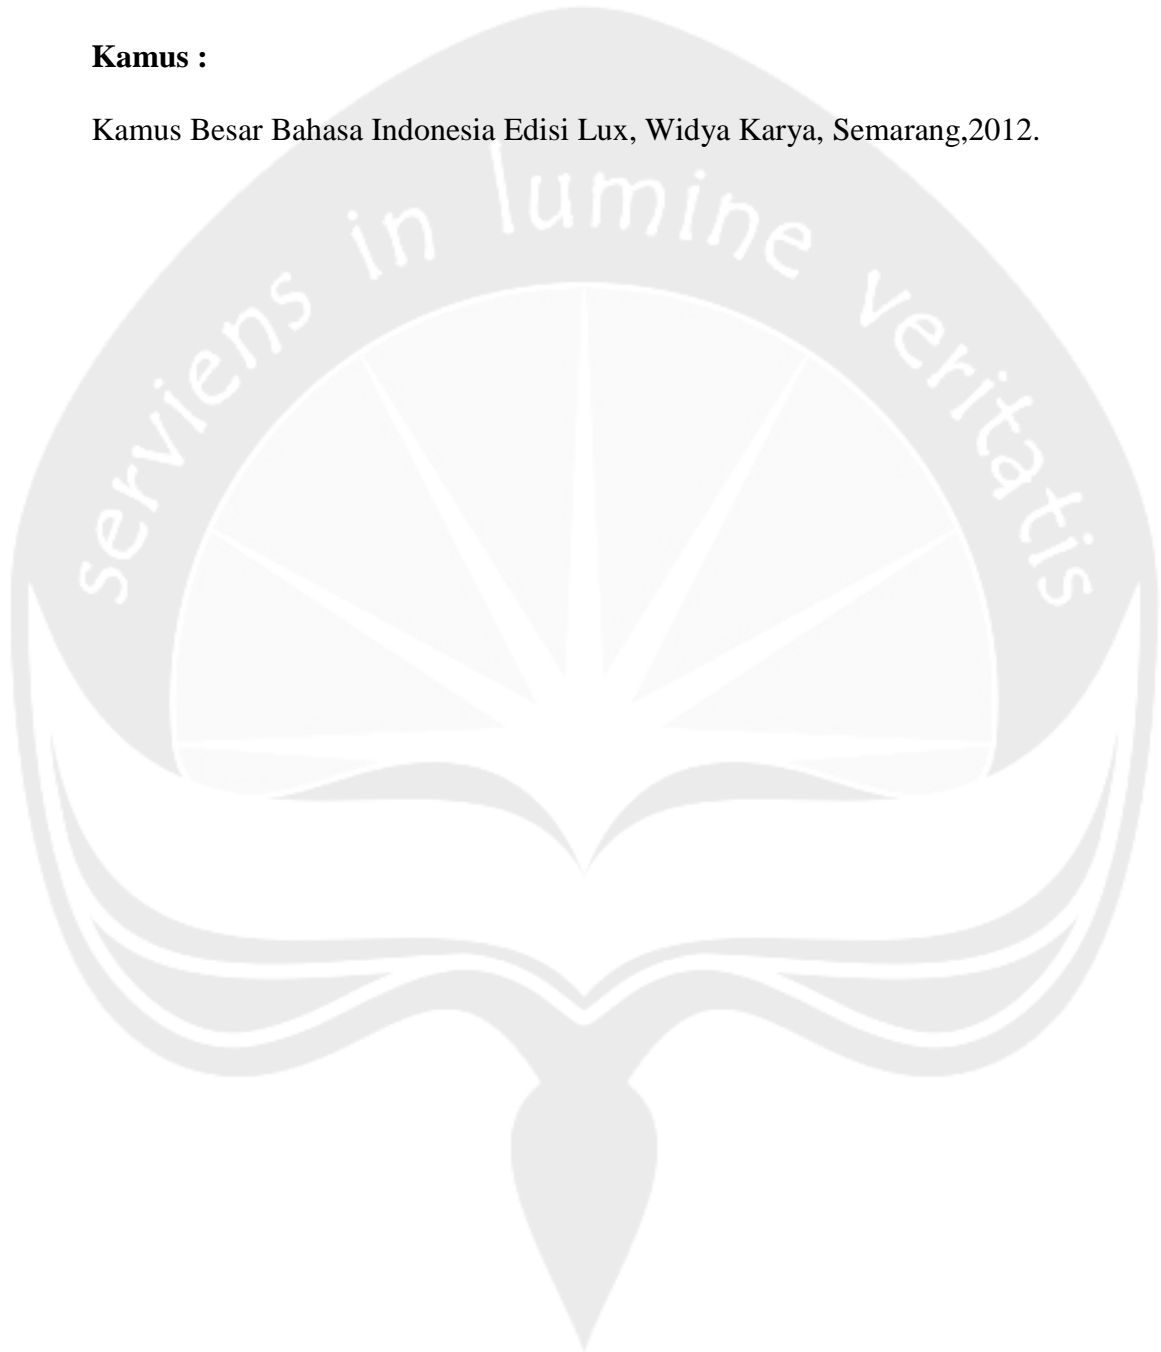 Kamus :
Kamus Besar Bahasa Indonesia Edisi Lux, Widya Karya, Semarang,2012.
serviens in lumine veritatis